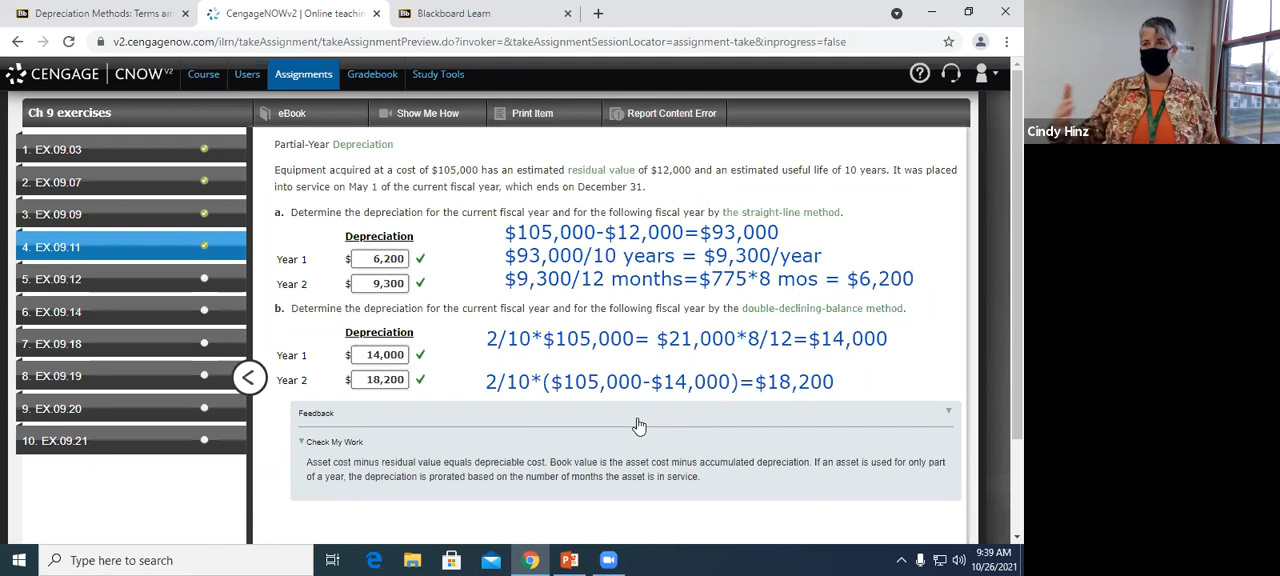 Depreciation Methods: Terms an
CengageNOWv2 | Online teachin
Blackboard Learn
v2.cengagenow.com/ilrn/takeAssignment/takeAssignmentPreview.do?invoker=&takeAssignmentSessionLocator=assignment-take&inprogress=false
CENGAGE | CNOWv2
Course
Users
Assignments
Gradebook
Study Tools
Ch 9 exercises
eBook
Show Me How
Print Item
Report Content Error
1. EX.09.03
2. EX.09.07
3. EX.09.09
4. EX.09.11
5. EX.09.12
6. EX.09.14
7. EX.09.18
8. EX.09.19
9. EX.09.20
10. EX.09.21
Partial-Year Depreciation
Equipment acquired at a cost of $105,000 has an estimated residual value of $12,000 and an estimated useful life of 10 years. It was placed
into service on May 1 of the current fiscal year, which ends on December 31.
a. Determine the depreciation for the current fiscal year and for the following fiscal year by the straight-line method.
Depreciation
Year 1 $ 6,200
Year 2 $ 9,300
$105,000-$12,000=$93,000
$93,000/10 years = $9,300/year
$9,300/12 months=$775*8 mos = $6,200
b. Determine the depreciation for the current fiscal year and for the following fiscal year by the double-declining-balance method.
Depreciation
Year 1 $ 14,000
Year 2 $ 18,200
2/10*$105,000= $21,000*8/12=$14,000
2/10*($105,000-$14,000)=$18,200
Feedback
Check My Work
Asset cost minus residual value equals depreciable cost. Book value is the asset cost minus accumulated depreciation. If an asset is used for only part
of a year, the depreciation is prorated based on the number of months the asset is in service.
Cindy Hinz
Type here to search
9:39 AM
10/26/2021